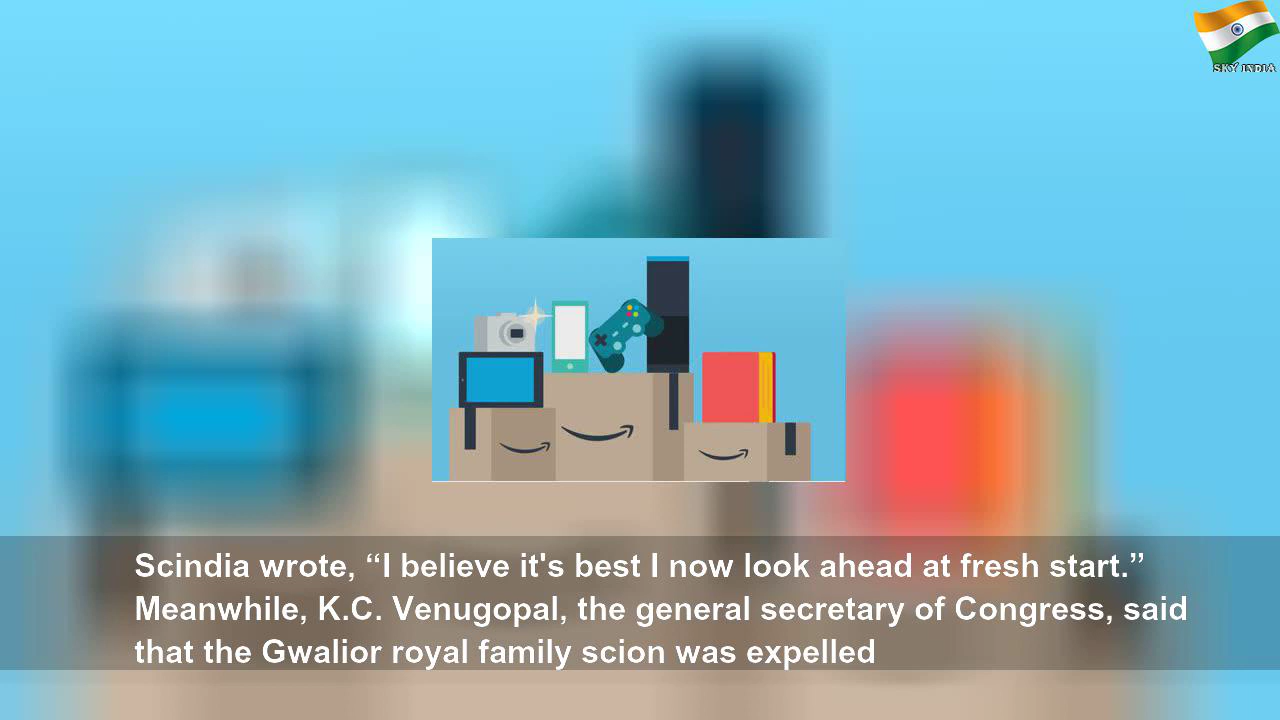 SKY INDIA
Scindia wrote, “I believe it's best I now look ahead at fresh start.”
Meanwhile, K.C. Venugopal, the general secretary of Congress, said
that the Gwalior royal family scion was expelled